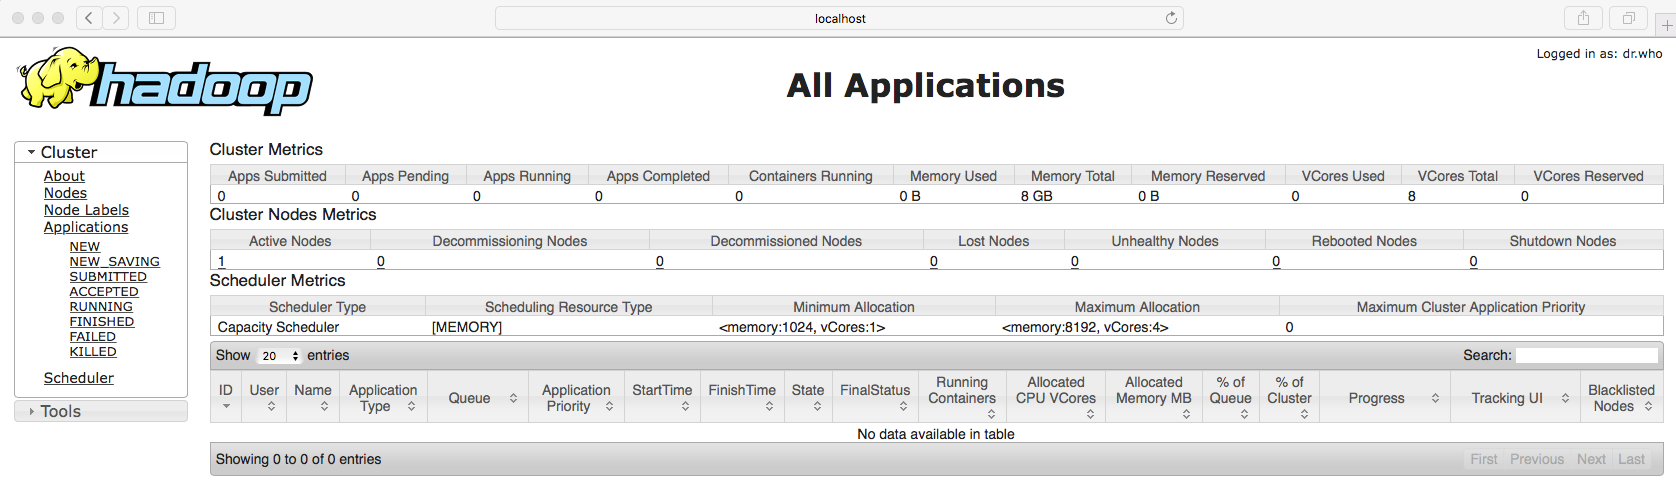 localhost
Logged in as: dr.who
hadoop
All Applications
Cluster
About
Nodes
Node Labels
Applications
NEW
NEW_SAVING
SUBMITTED
ACCEPTED
RUNNING
FINISHED
FAILED
KILLED
Scheduler
Tools
Cluster Metrics
Apps Submitted Apps Pending Apps Running Apps Completed Containers Running Memory Used Memory Total Memory Reserved VCores Used VCores Total VCores Reserved
0 0 0 0 0 0 B 8 GB 0 B 0 8 0
Cluster Nodes Metrics
Active Nodes Decommissioning Nodes Decommissioned Nodes Lost Nodes Unhealthy Nodes Rebooted Nodes Shutdown Nodes
1 0 0 0 0 0 0
Scheduler Metrics
Scheduler Type Scheduling Resource Type Minimum Allocation Maximum Allocation Maximum Cluster Application Priority
Capacity Scheduler [MEMORY] <memory:1024, vCores:1> <memory:8192, vCores:4> 0
Show 20 entries Search:
ID User Name Application Type Queue Application Priority StartTime FinishTime State FinalStatus Running Containers Allocated CPU VCores Allocated Memory MB % of Queue % of Cluster Progress Tracking UI Blacklisted Nodes
No data available in table
Showing 0 to 0 of 0 entries First Previous Next Last